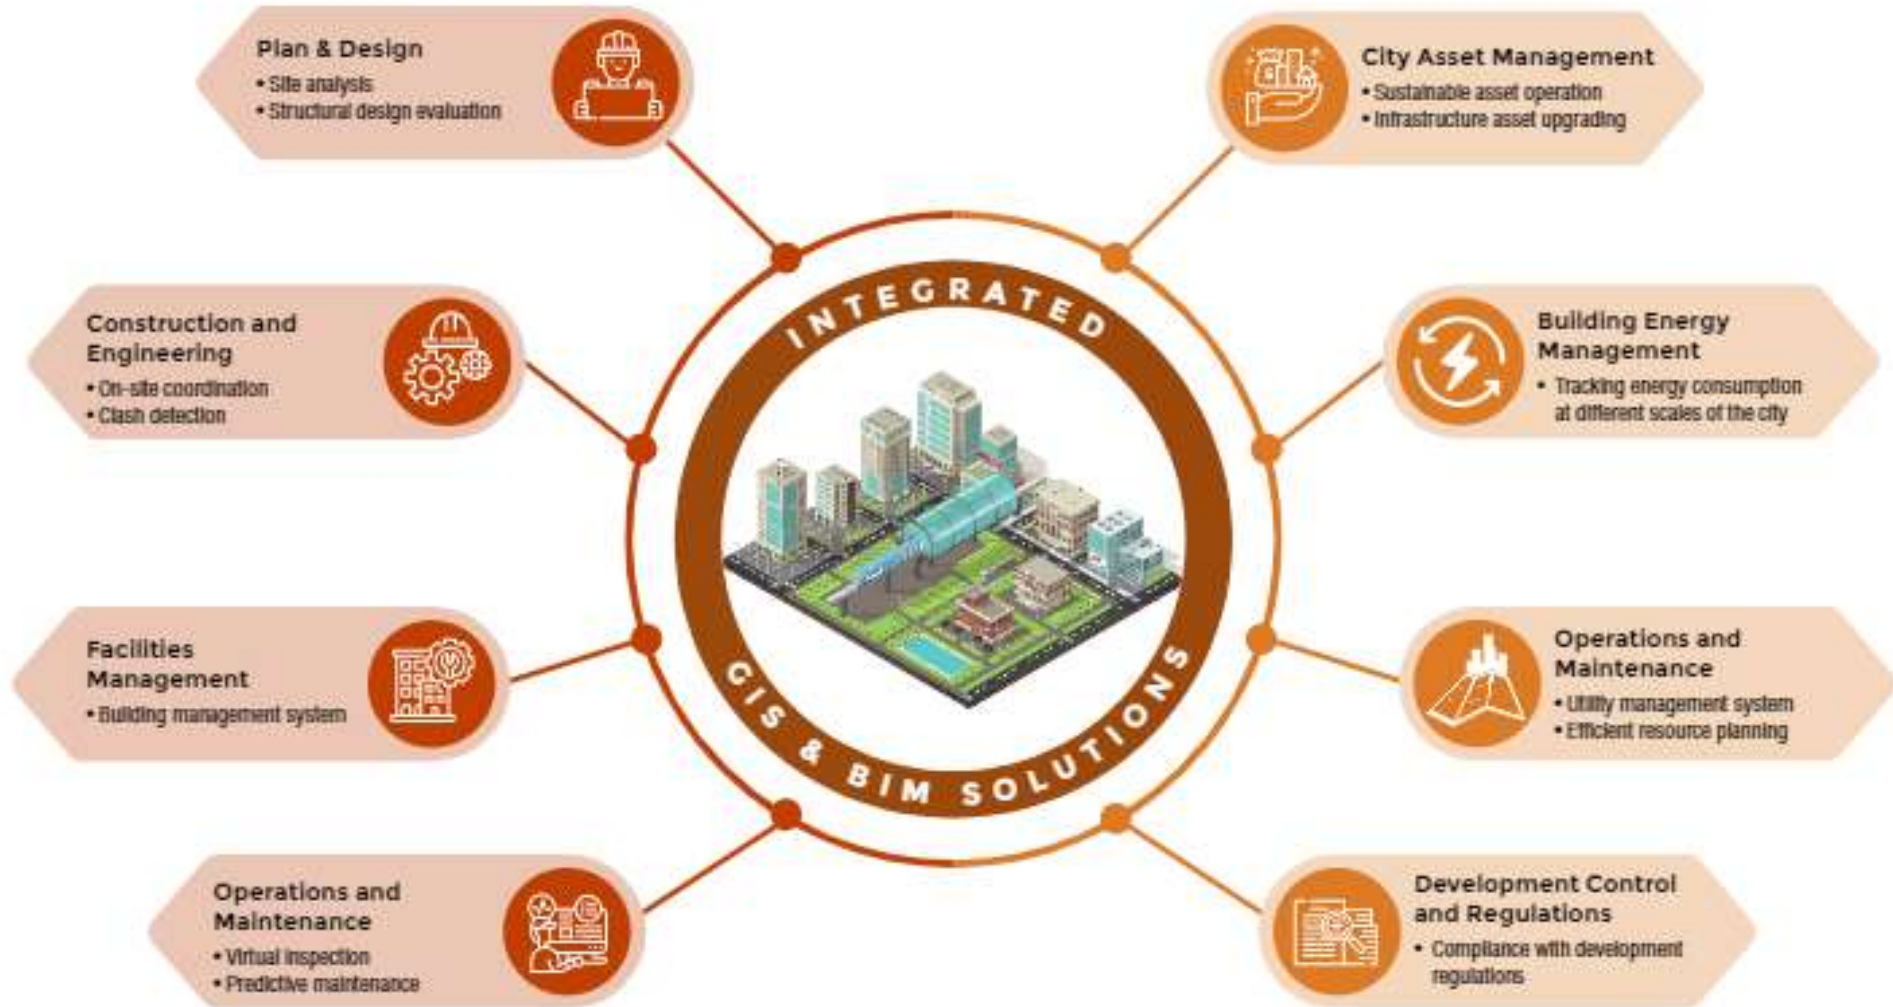 Plan & Design
• Site analysis
• Structural design evaluation
City Asset Management
• Sustainable asset operation
• Infrastructure asset upgrading
Construction and
Engineering
• On-site coordination
• Clash detection
Building Energy
Management
• Tracking energy consumption
at different scales of the city
INTEGRATED
GIS & BIM SOLUTIONS
Facilities
Management
• Building management system
Operations and
Maintenance
• Utility management system
• Efficient resource planning
Operations and
Maintenance
• Virtual inspection
• Predictive maintenance
Development Control
and Regulations
• Compliance with development
regulations